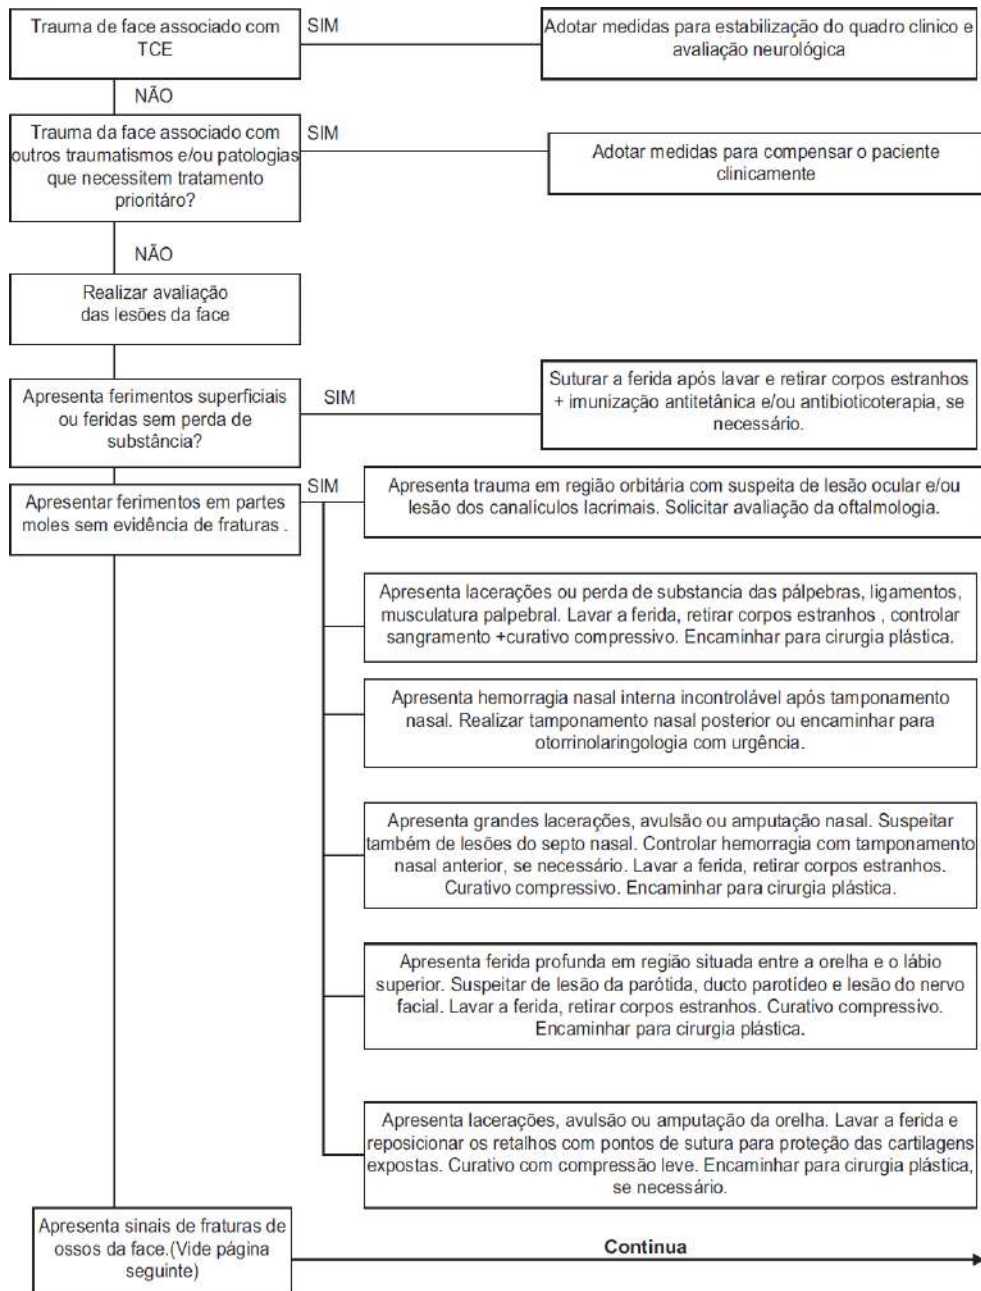 Trauma de face associado com
TCE
SIM
Adotar medidas para estabilização do quadro clinico e
avaliação neurológica
NÃO
Trauma da face associado com
outros traumatismos e/ou patologias
que necessitem tratamento
prioritáro?
SIM
Adotar medidas para compensar o paciente
clinicamente
NÃO
Realizar avaliação
das lesões da face
Apresenta ferimentos superficiais
ou feridas sem perda de
substância?
SIM
Suturar a ferida após lavar e retirar corpos estranhos
+ imunização antitetânica e/ou antibioticoterapia, se
necessário.
Apresentar ferimentos em partes
moles sem evidência de fraturas .
SIM
Apresenta trauma em região orbitária com suspeita de lesão ocular e/ou
lesão dos canalículos lacrimais. Solicitar avaliação da oftalmologia.
Apresenta lacerações ou perda de substancia das pálpebras, ligamentos,
musculatura palpebral. Lavar a ferida, retirar corpos estranhos , controlar
sangramento +curativo compressivo. Encaminhar para cirurgia plástica.
Apresenta hemorragia nasal interna incontrolável após tamponamento
nasal. Realizar tamponamento nasal posterior ou encaminhar para
otorrinolaringologia com urgência.
Apresenta grandes lacerações, avulsão ou amputação nasal. Suspeitar
também de lesões do septo nasal. Controlar hemorragia com tamponamento
nasal anterior, se necessário. Lavar a ferida, retirar corpos estranhos.
Curativo compressivo. Encaminhar para cirurgia plástica.
Apresenta ferida profunda em região situada entre a orelha e o lábio
superior. Suspeitar de lesão da parótida, ducto parotídeo e lesão do nervo
facial. Lavar a ferida, retirar corpos estranhos. Curativo compressivo.
Encaminhar para cirurgia plástica.
Apresenta lacerações, avulsão ou amputação da orelha. Lavar a ferida e
reposicionar os retalhos com pontos de sutura para proteção das cartilagens
expostas. Curativo com compressão leve. Encaminhar para cirurgia plástica,
se necessário.
Apresenta sinais de fraturas de
ossos da face.(Vide página
seguinte)
Continua